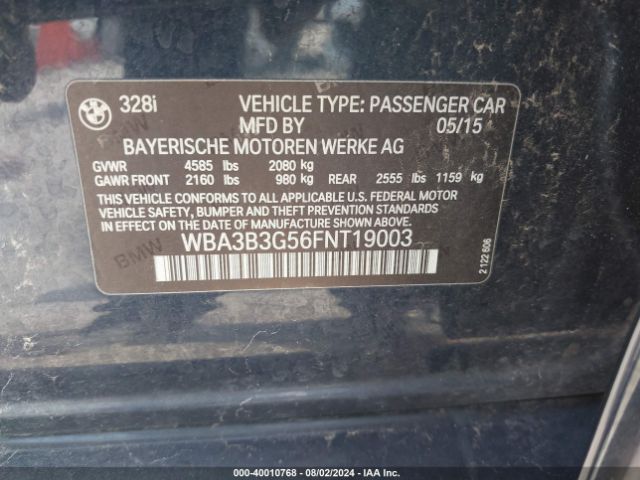 328i VEHICLE TYPE: PASSENGER CAR
MFD BY 05/15
BAYERISCHE MOTOREN WERKE AG
GVWR 4585 lbs 2080 kg
GAWR FRONT 2160 lbs 980 kg REAR 2555 lbs 1159 kg
THIS VEHICLE CONFORMS TO ALL APPLICABLE U.S. FEDERAL MOTOR
VEHICLE SAFETY, BUMPER AND THEFT PREVENTION STANDARDS
IN EFFECT ON THE DATE OF MANUFACTURE SHOWN ABOVE.
WBA3B3G56FNT19003
2 122 606
BMW
000-40010768 - 08/02/2024 - IAA Inc.